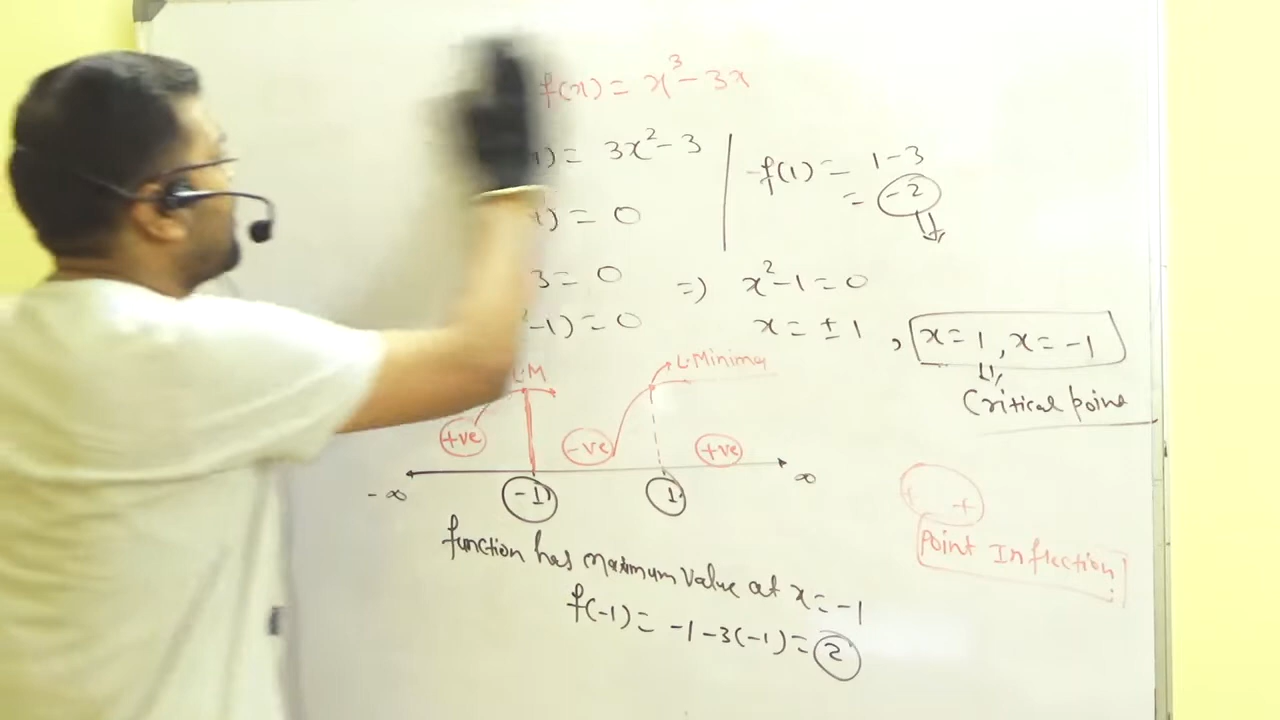 f(x) = x³ - 3x
x) = 3x² - 3
f(1) = 1 - 3
= -2
x) = 0
3 = 0 => x² - 1 = 0
² - 1) = 0 x = ± 1 , x = 1 , x = -1
Critical point
L.M L.Minima
+ve -ve +ve
-∞ -1 1 ∞
+ +
Point Inflection
function has maximum value at x = -1
f(-1) = -1 - 3(-1) = 2